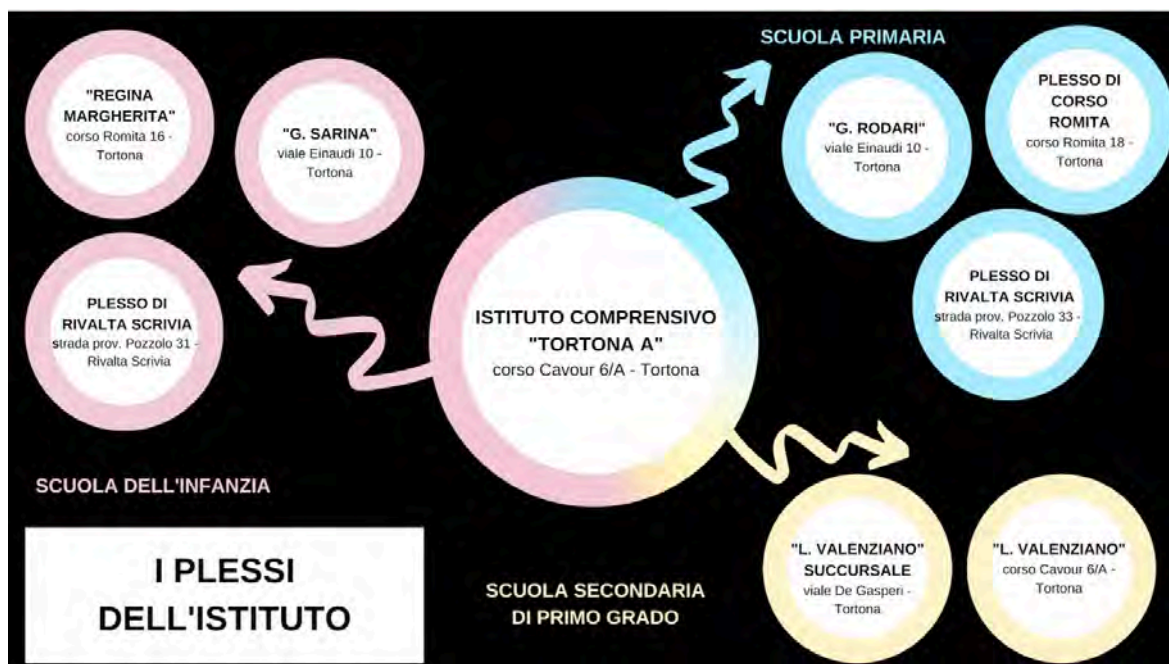 SCUOLA PRIMARIA
"REGINA
MARGHERITA"
corso Romita 16 -
Tortona
"G. SARINA"
viale Einaudi 10 -
Tortona
"G. RODARI"
viale Einaudi 10 -
Tortona
PLESSO DI
CORSO
ROMITA
corso Romita 18 -
Tortona
PLESSO DI
RIVALTA SCRIVIA
strada prov. Pozzolo 31 -
Rivalta Scrivia
ISTITUTO COMPRENSIVO
"TORTONA A"
corso Cavour 6/A - Tortona
PLESSO DI
RIVALTA SCRIVIA
strada prov. Pozzolo 33 -
Rivalta Scrivia
SCUOLA DELL'INFANZIA
I PLESSI
DELL'ISTITUTO
SCUOLA SECONDARIA
DI PRIMO GRADO
"L. VALENZIANO"
SUCCURSALE
viale De Gasperi -
Tortona
"L. VALENZIANO"
corso Cavour 6/A -
Tortona